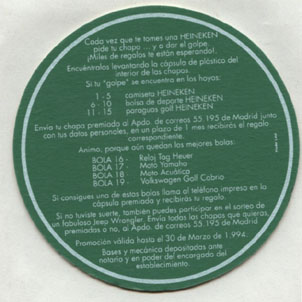 Cada vez que te tomes una HEINEKEN
pide tu chapa ... y a dar el golpe.
¡Miles de regalos te están esperando!.
Encuéntralos levantando la cápsula de plástico del
interior de las chapas.
Si tu "golpe" se encuentra en los hoyos:
1 - 5 camiseta HEINEKEN
6 - 10 bolsa de deporte HEINEKEN
11 - 15 paraguas golf HEINEKEN
Envía tu chapa premiada al Apdo. de correos 55.195 de Madrid junto
con tus datos personales, en un plazo de 1 mes recibirás el regalo
correspondiente.
Animo, porque aún quedan los mejores bolas:
BOLA 16 - Reloj Tag Heuer
BOLA 17 - Moto Yamaha
BOLA 18 Moto Acuática
BOLA 19 - Volkswagen Golf Cabrio
Si consigues una de estas bolas llama al teléfono impreso en la
cápsula premiada y recibirás tu regalo.
Si no tuviste suerte, también puedes participar en el sorteo de
un fabuloso Jeep Wrangler. Envía todas las chapas que quieras,
premiadas o no, al Apdo. de correos 55.195 de Madrid
Promoción válida hasta el 30 de Marzo de 1.994.
Bases y mecánica depositadas ante
notario y en poder del encargado del
establecimiento.